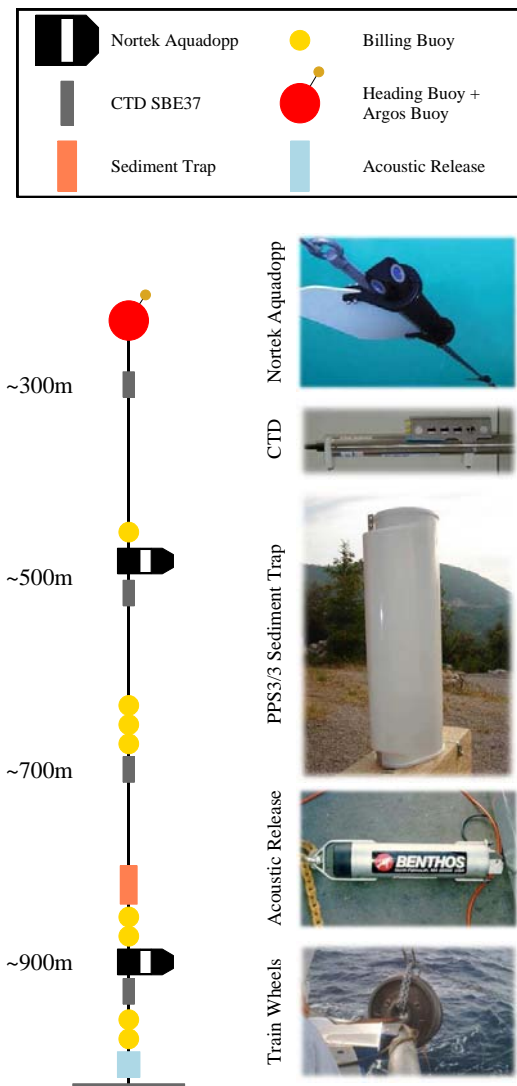 Nortek Aquadopp
Billing Buoy
CTD SBE37
Heading Buoy +
Argos Buoy
Sediment Trap
Acoustic Release
~300m
~500m
~700m
~900m
Nortek Aquadopp
CTD
PPS3/3 Sediment Trap
Acoustic Release
BENTHOS
Train Wheels